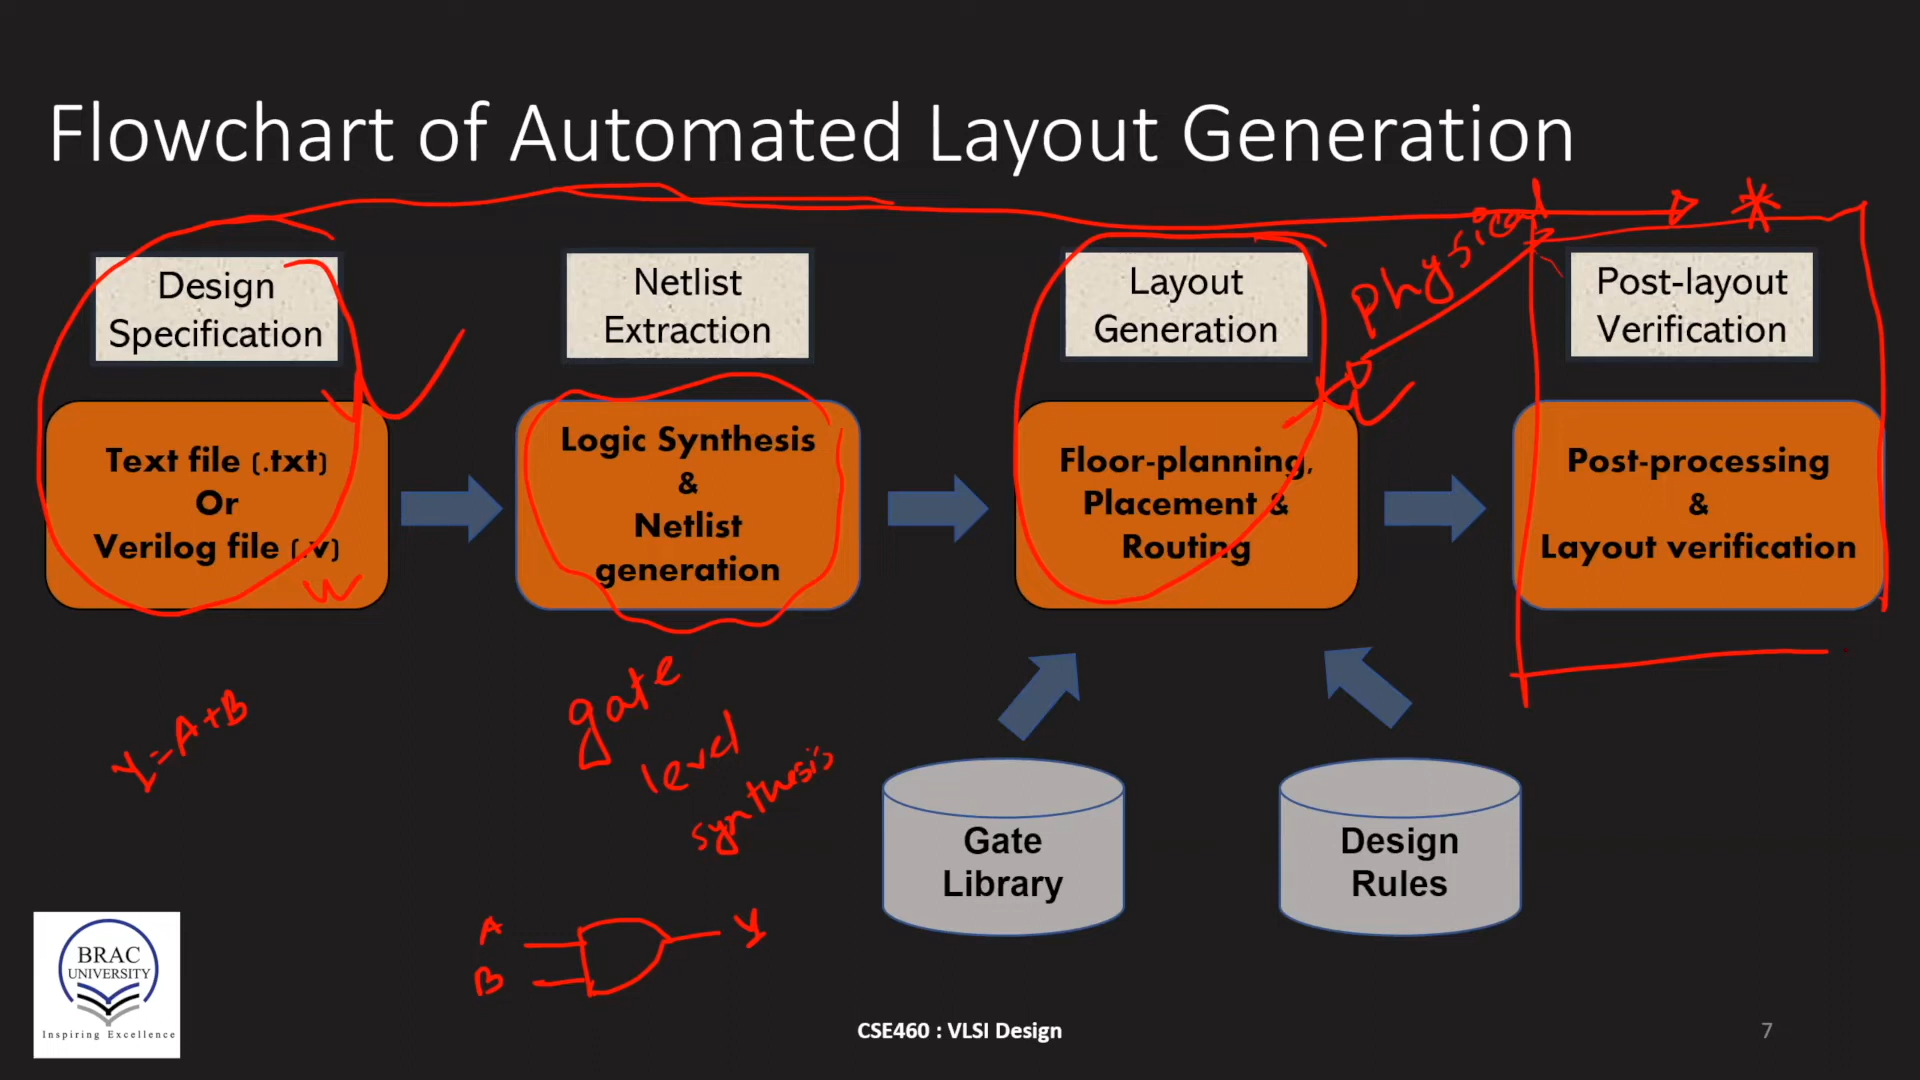 Flowchart of Automated Layout Generation
Design
Specification
Netlist
Extraction
Layout
Generation
Physical
Post-layout
Verification
Text file (.txt)
Or
Verilog file (.v)
Logic Synthesis
&
Netlist
generation
Floor-planning,
Placement &
Routing
Post-processing
&
Layout verification
Y=A+B
gate
level
synthesis
Gate
Library
Design
Rules
A
B
Y
BRAC
UNIVERSITY
Inspiring Excellence
CSE460 : VLSI Design
7